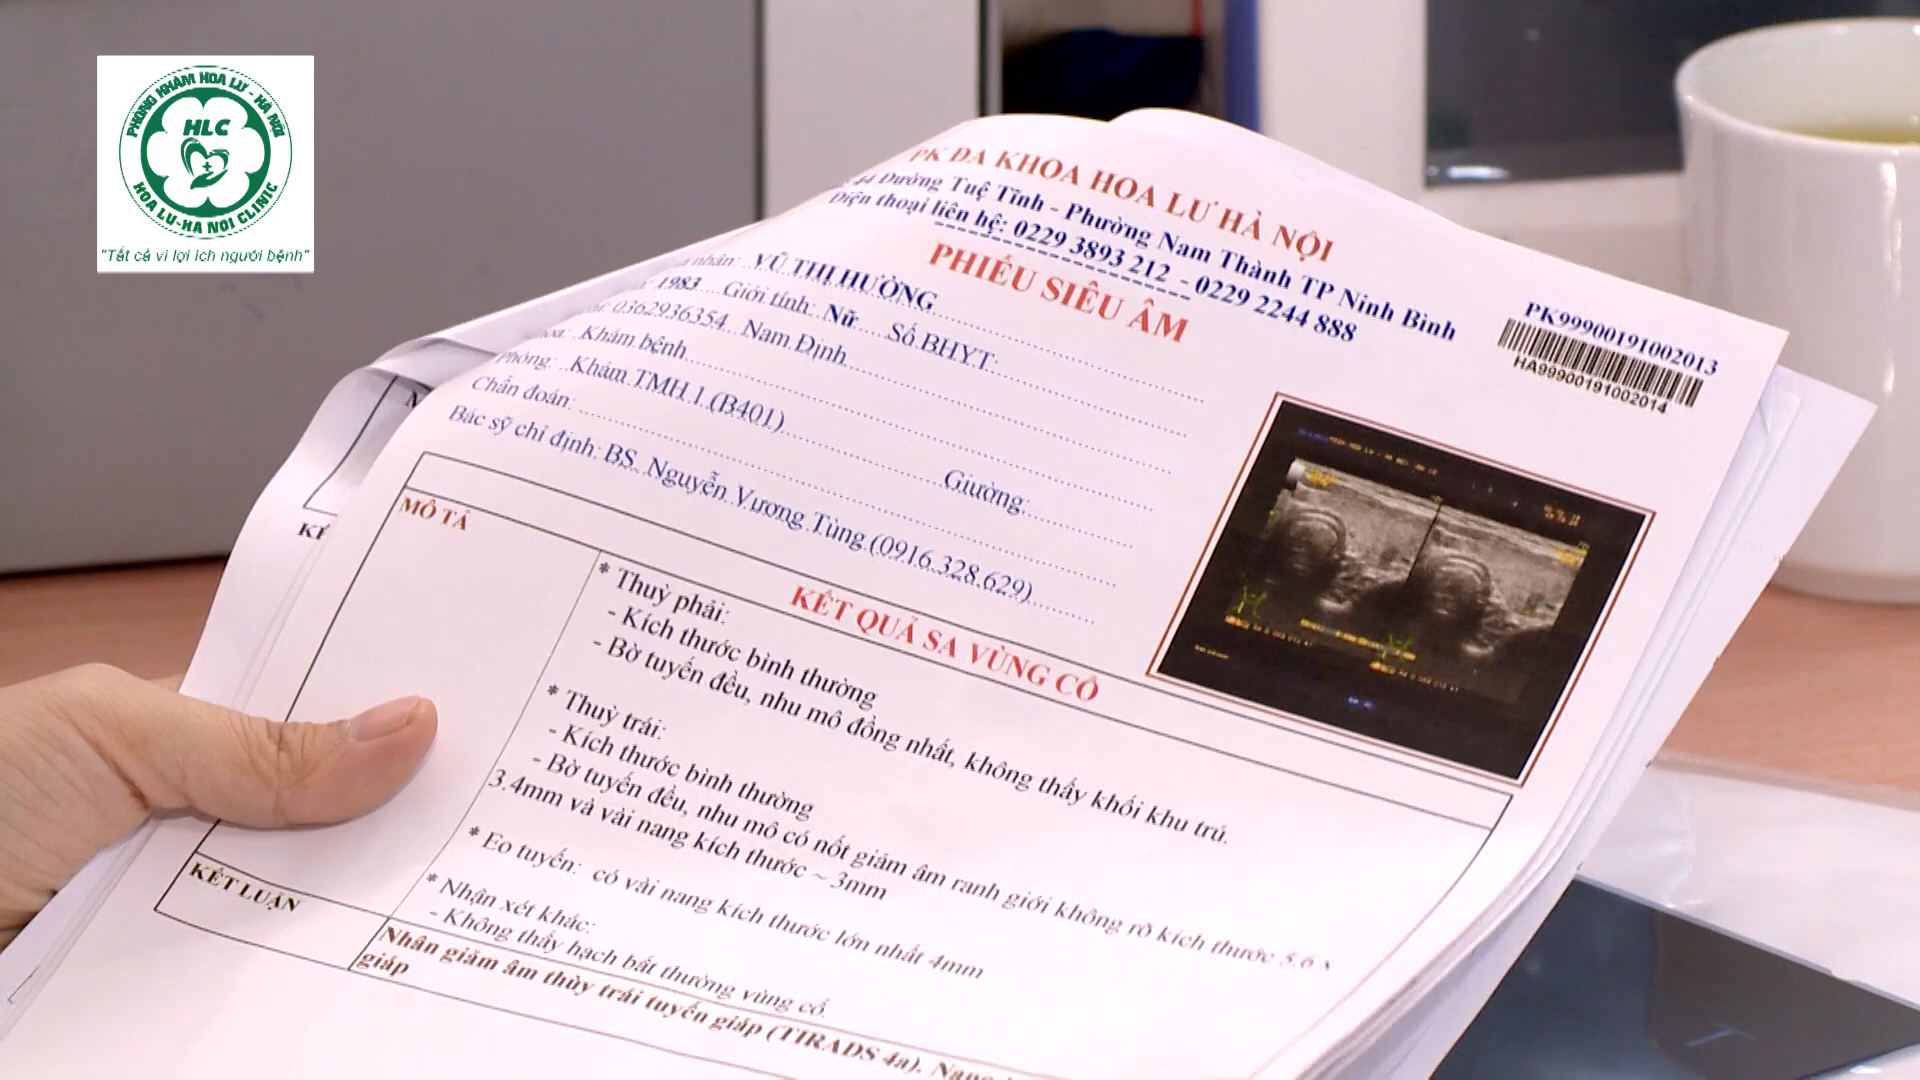 PHÒNG KHÁM HOA LƯ - HÀ NỘI
HLC
HOA LU-HA NOI CLINIC
"Tất cả vì lợi ích người bệnh"
PK ĐA KHOA HOA LƯ HÀ NỘI
44 Đường Tuệ Tĩnh - Phường Nam Thành TP Ninh Bình
Điện thoại liên hệ: 0229 3893 212 - 0229 2244 888
PHIẾU SIÊU ÂM
PK99900191002013
HA99900191002014
nhân: VŨ THỊ HƯỜNG
1983 Giới tính: Nữ Số BHYT:
0362936354 Nam Định
Khám bệnh
Phòng: Khám TMH 1 (B401) Giường:
Chẩn đoán:
Bác sỹ chỉ định: BS. Nguyễn Vương Tùng (0916.328.629)
KẾT QUẢ SA VÙNG CỔ
MÔ TẢ
* Thuỳ phải:
- Kích thước bình thường
- Bờ tuyến đều, nhu mô đồng nhất, không thấy khối khu trú.
* Thuỳ trái:
- Kích thước bình thường
- Bờ tuyến đều, nhu mô có nốt giảm âm ranh giới không rõ kích thước 5.6 x
3.4mm và vài nang kích thước ~ 3mm
* Eo tuyến: có vài nang kích thước lớn nhất 4mm
* Nhận xét khác:
- Không thấy hạch bất thường vùng cổ.
KẾT LUẬN
Nhân giảm âm thùy trái tuyến giáp (TIRADS 4a). Nang
giáp